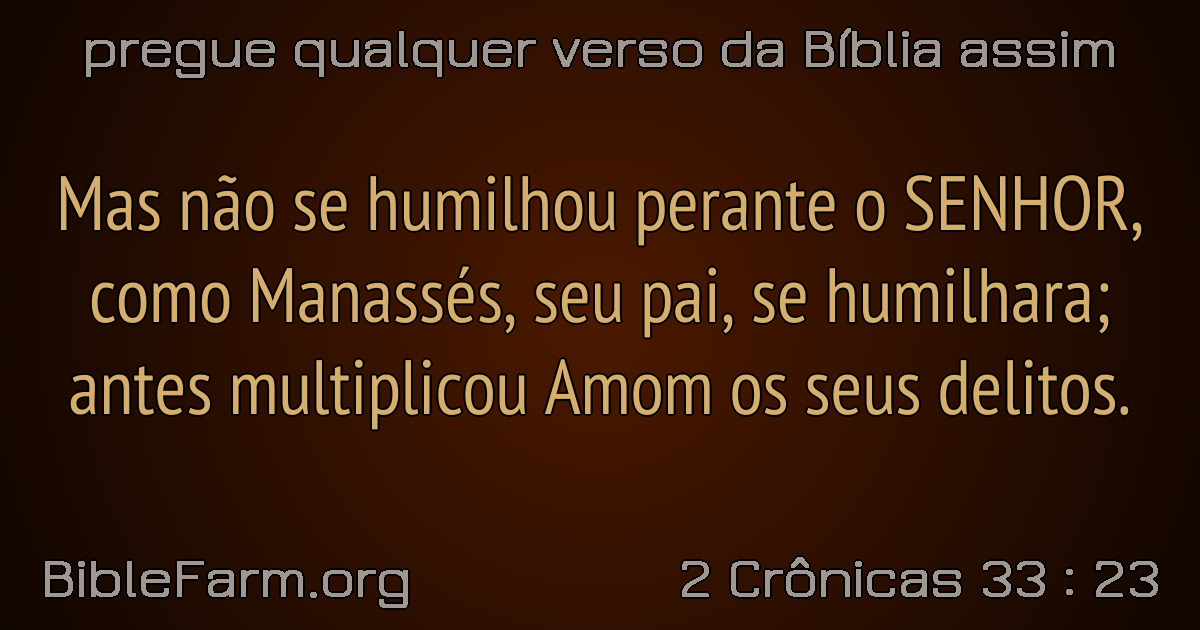 pregue qualquer verso da Bíblia assim
Mas não se humilhou perante o SENHOR,
como Manassés, seu pai, se humilhara;
antes multiplicou Amom os seus delitos.
BibleFarm.org
2 Crônicas 33 : 23